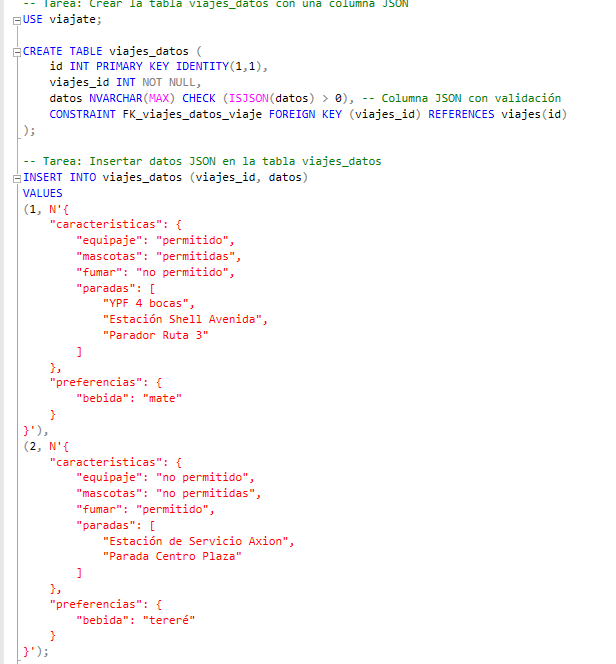 -- Tarea: Crear la tabla viajes_datos con una columna JSON
USE viajate;
CREATE TABLE viajes_datos (
    id INT PRIMARY KEY IDENTITY(1,1),
    viajes_id INT NOT NULL,
    datos NVARCHAR(MAX) CHECK (ISJSON(datos) > 0), -- Columna JSON con validación
    CONSTRAINT FK_viajes_datos_viaje FOREIGN KEY (viajes_id) REFERENCES viajes(id)
);
-- Tarea: Insertar datos JSON en la tabla viajes_datos
INSERT INTO viajes_datos (viajes_id, datos)
VALUES
(1, N'{
    "caracteristicas": {
        "equipaje": "permitido",
        "mascotas": "permitidas",
        "fumar": "no permitido",
        "paradas": [
            "YPF 4 bocas",
            "Estación Shell Avenida",
            "Parador Ruta 3"
        ]
    },
    "preferencias": {
        "bebida": "mate"
    }
}'),
(2, N'{
    "caracteristicas": {
        "equipaje": "no permitido",
        "mascotas": "no permitidas",
        "fumar": "permitido",
        "paradas": [
            "Estación de Servicio Axion",
            "Parada Centro Plaza"
        ]
    },
    "preferencias": {
        "bebida": "tereré"
    }
}');